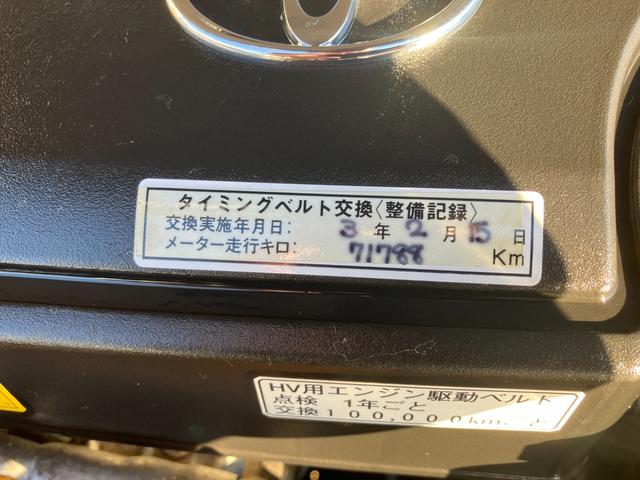 タイミングベルト交換〈整備記録〉
交換実施年月日: 3 年 2 月 15 日
メーター走行キロ: 71788 Km
HV用エンジン駆動ベルト
点検 1年ごと
交換100,000km